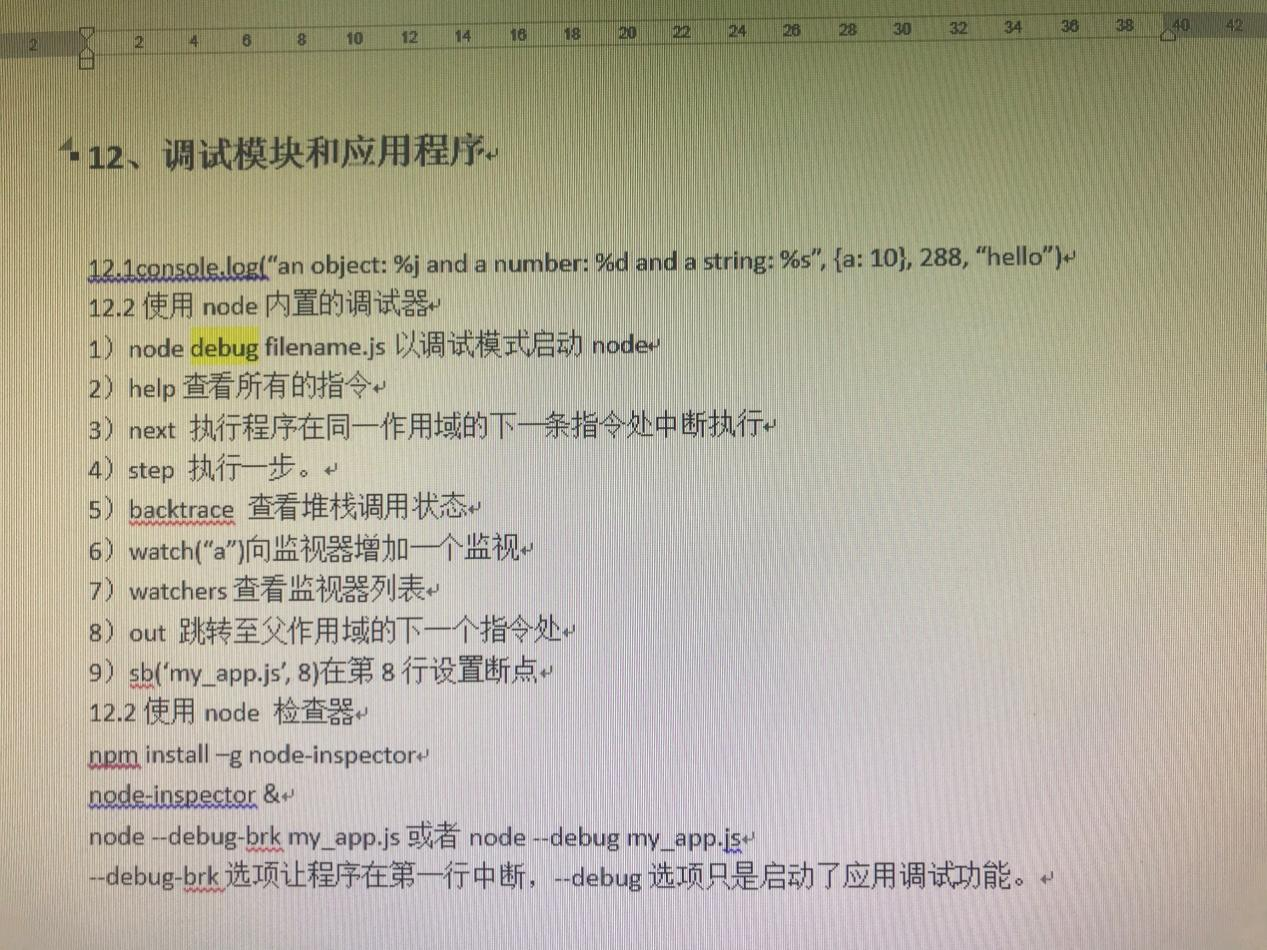 2 2 4 6 8 10 12 14 16 18 20 22 24 26 28 30 32 34 36 38 40 42
12、调试模块和应用程序
12.1console.log(“an object: %j and a number: %d and a string: %s”, {a: 10}, 288, “hello”)
12.2 使用 node 内置的调试器
1）node debug filename.js 以调试模式启动 node
2）help 查看所有的指令
3）next 执行程序在同一作用域的下一条指令处中断执行
4）step 执行一步。
5）backtrace 查看堆栈调用状态
6）watch(“a”)向监视器增加一个监视
7）watchers 查看监视器列表
8）out 跳转至父作用域的下一个指令处
9）sb(‘my_app.js’, 8)在第 8 行设置断点
12.2 使用 node 检查器
npm install –g node-inspector
node-inspector &
node --debug-brk my_app.js 或者 node --debug my_app.js
--debug-brk 选项让程序在第一行中断，--debug 选项只是启动了应用调试功能。